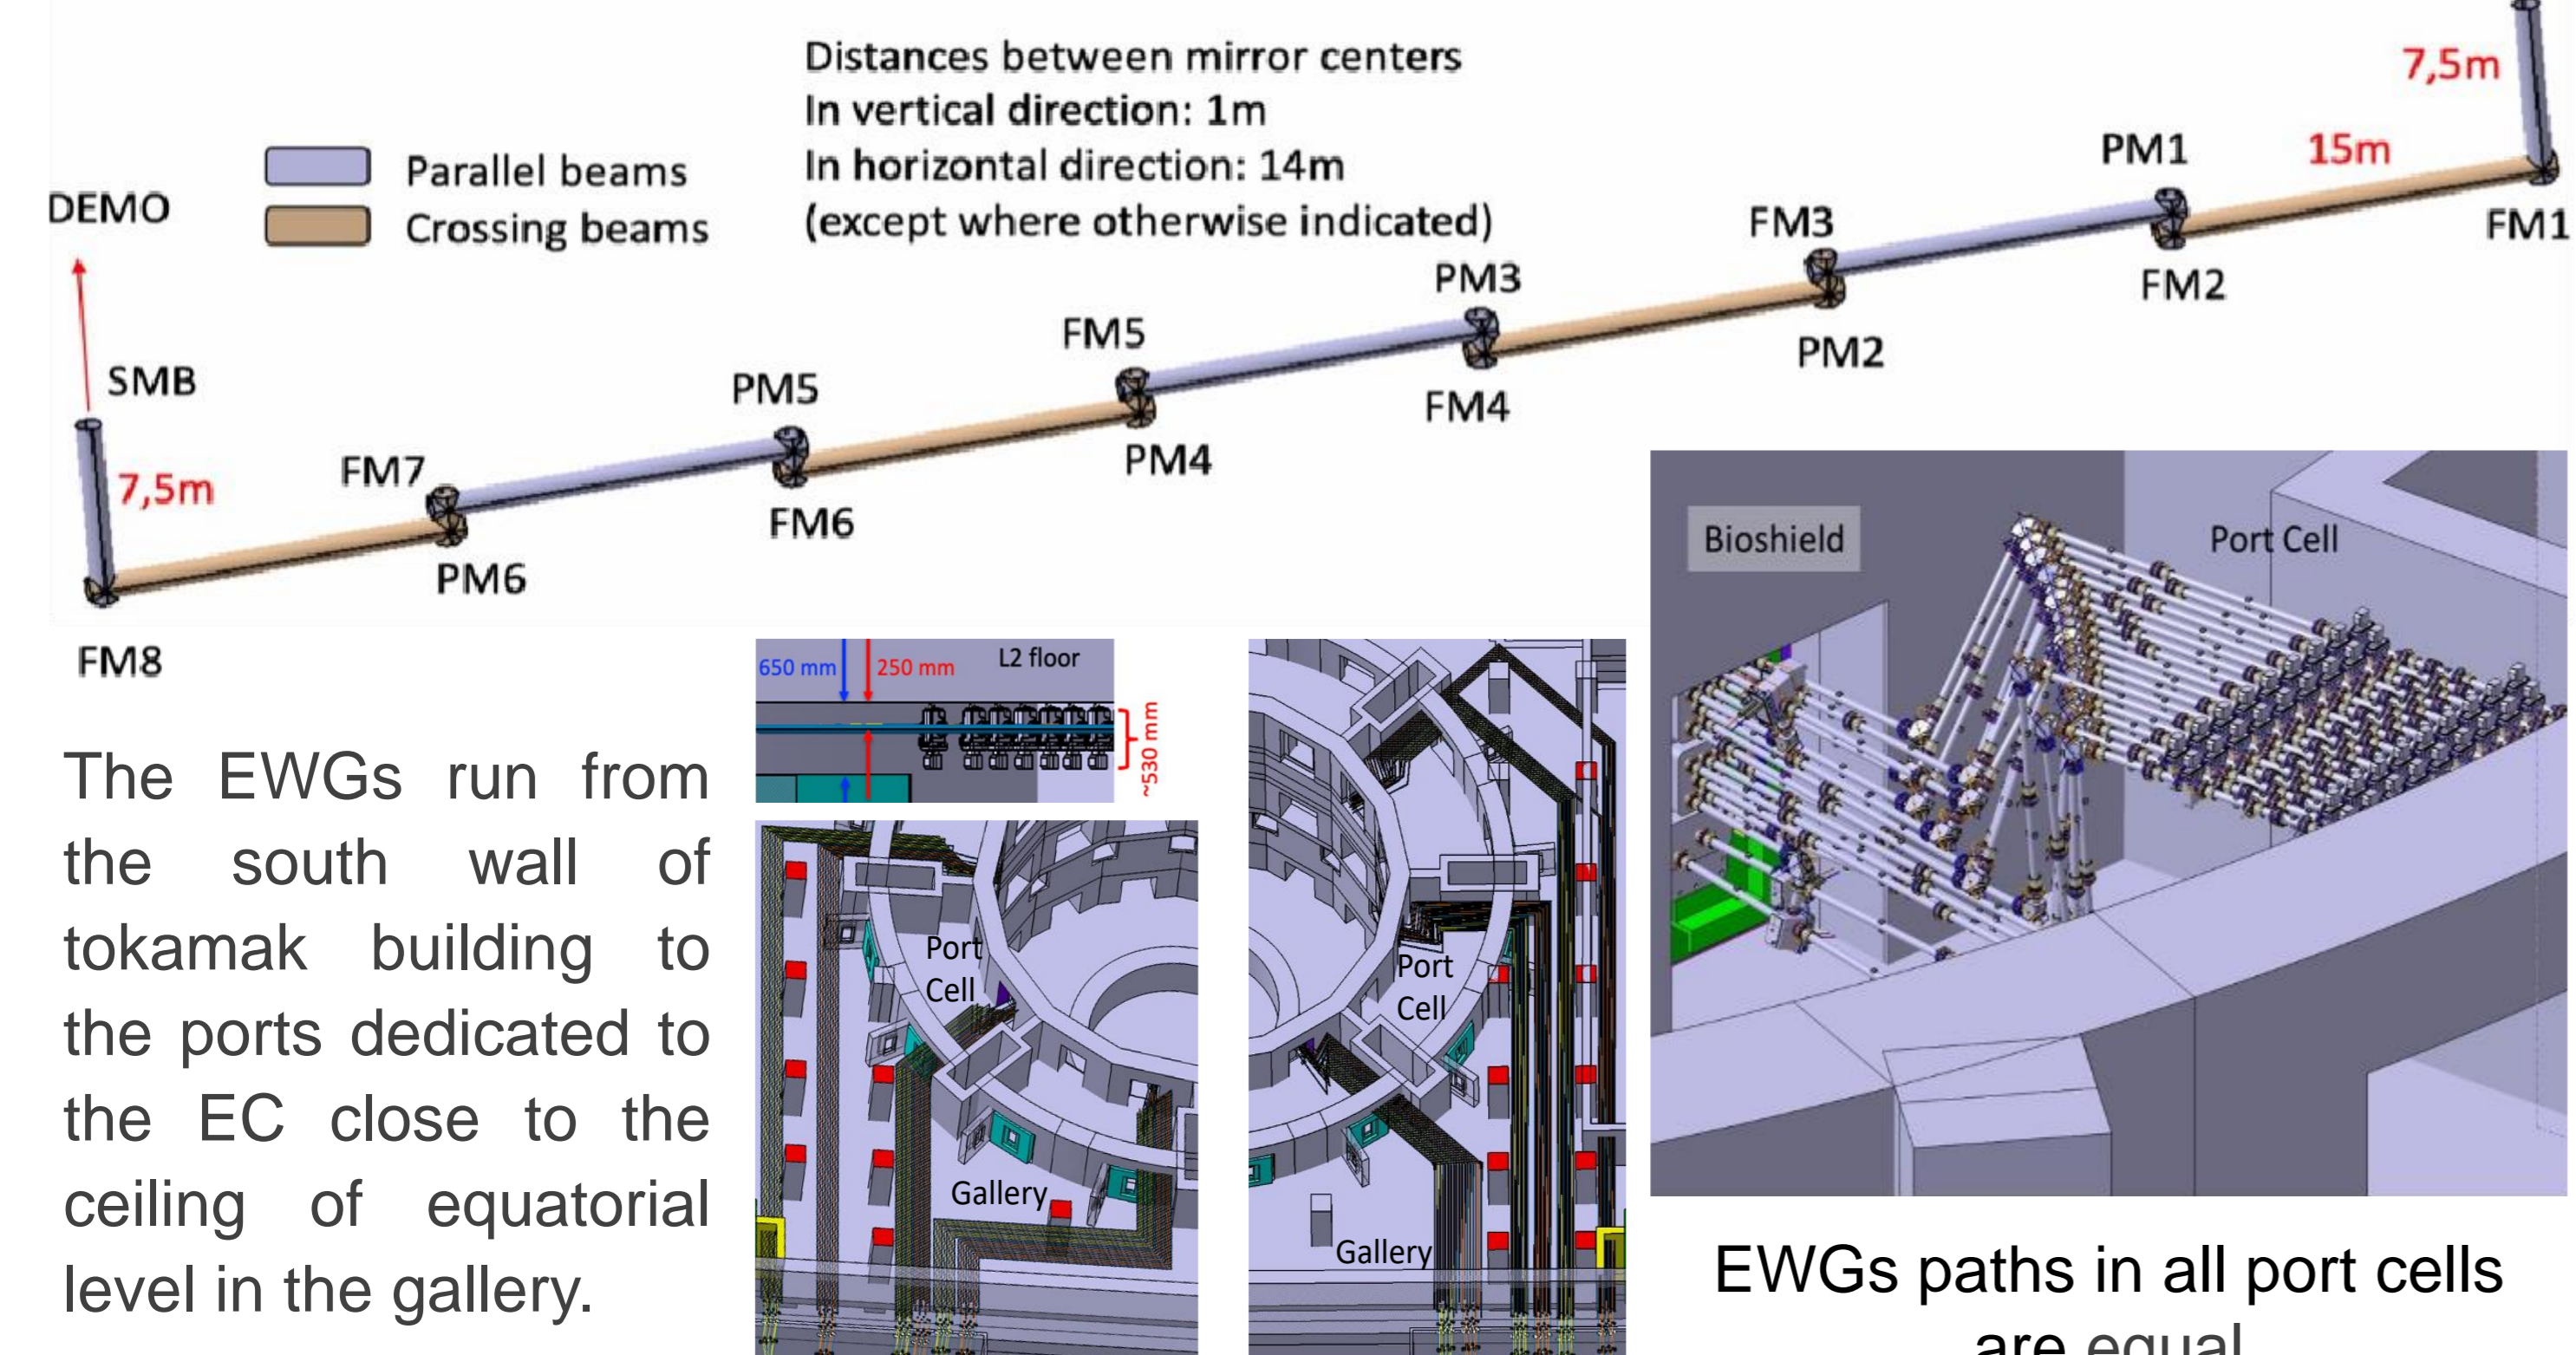 Distances between mirror centers
In vertical direction: 1m
In horizontal direction: 14m
(except where otherwise indicated)
Parallel beams
Crossing beams
DEMO
SMB
7,5m
FM8
FM7
PM6
PM5
FM6
FM5
PM4
PM3
FM4
FM3
PM2
PM1
FM2
15m
7,5m
FM1
The EWGs run from
the south wall of
tokamak building to
the ports dedicated to
the EC close to the
ceiling of equatorial
level in the gallery.
650 mm
250 mm
L2 floor
~530 mm
Port
Cell
Gallery
Port
Cell
Gallery
Bioshield
Port Cell
EWGs paths in all port cells
are equal